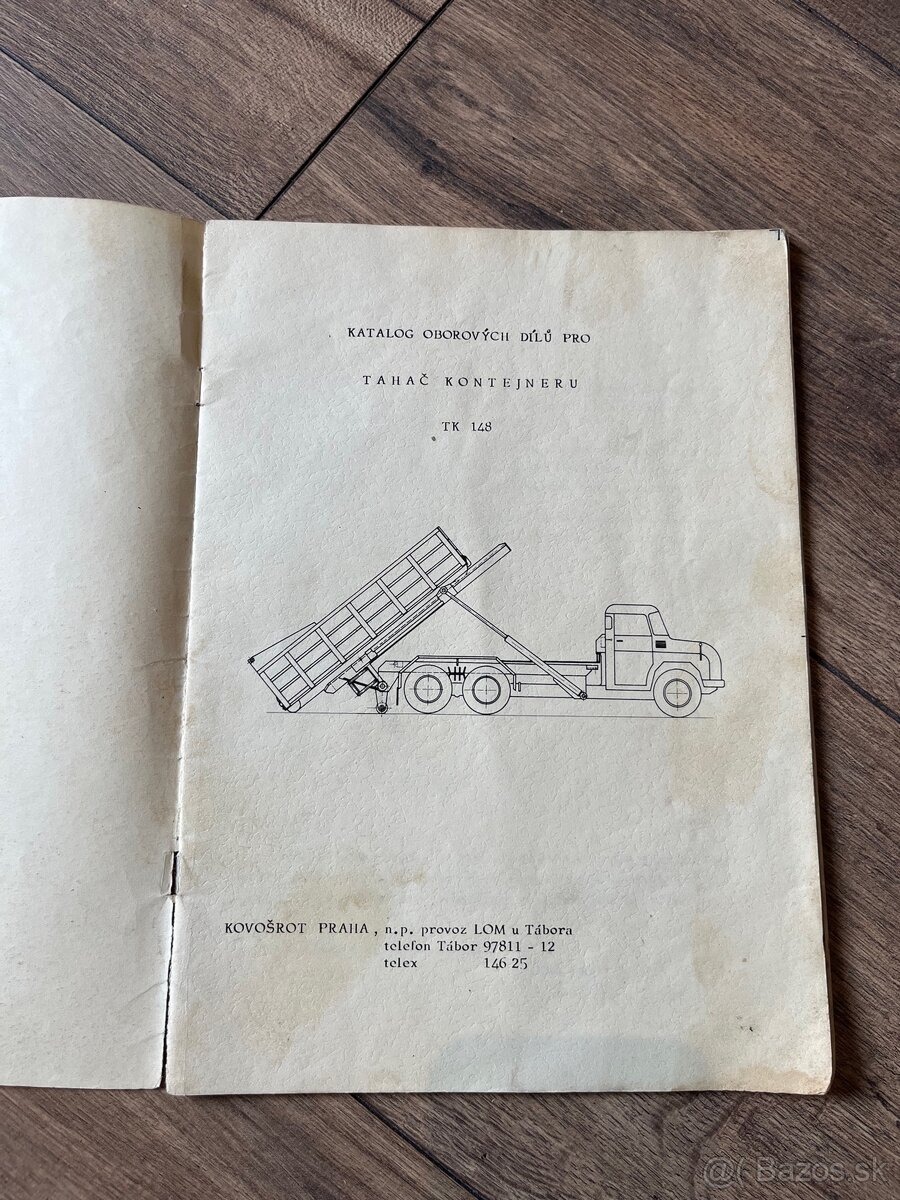 KATALOG OBOROVÝCH DÍLŮ PRO
TAHAČ KONTEJNERU
TK 148
KOVOŠROT PRAHA, n.p. provoz LOM u Tábora
telefon Tábor 97811 - 12
telex 146 25
@( Bazos.sk